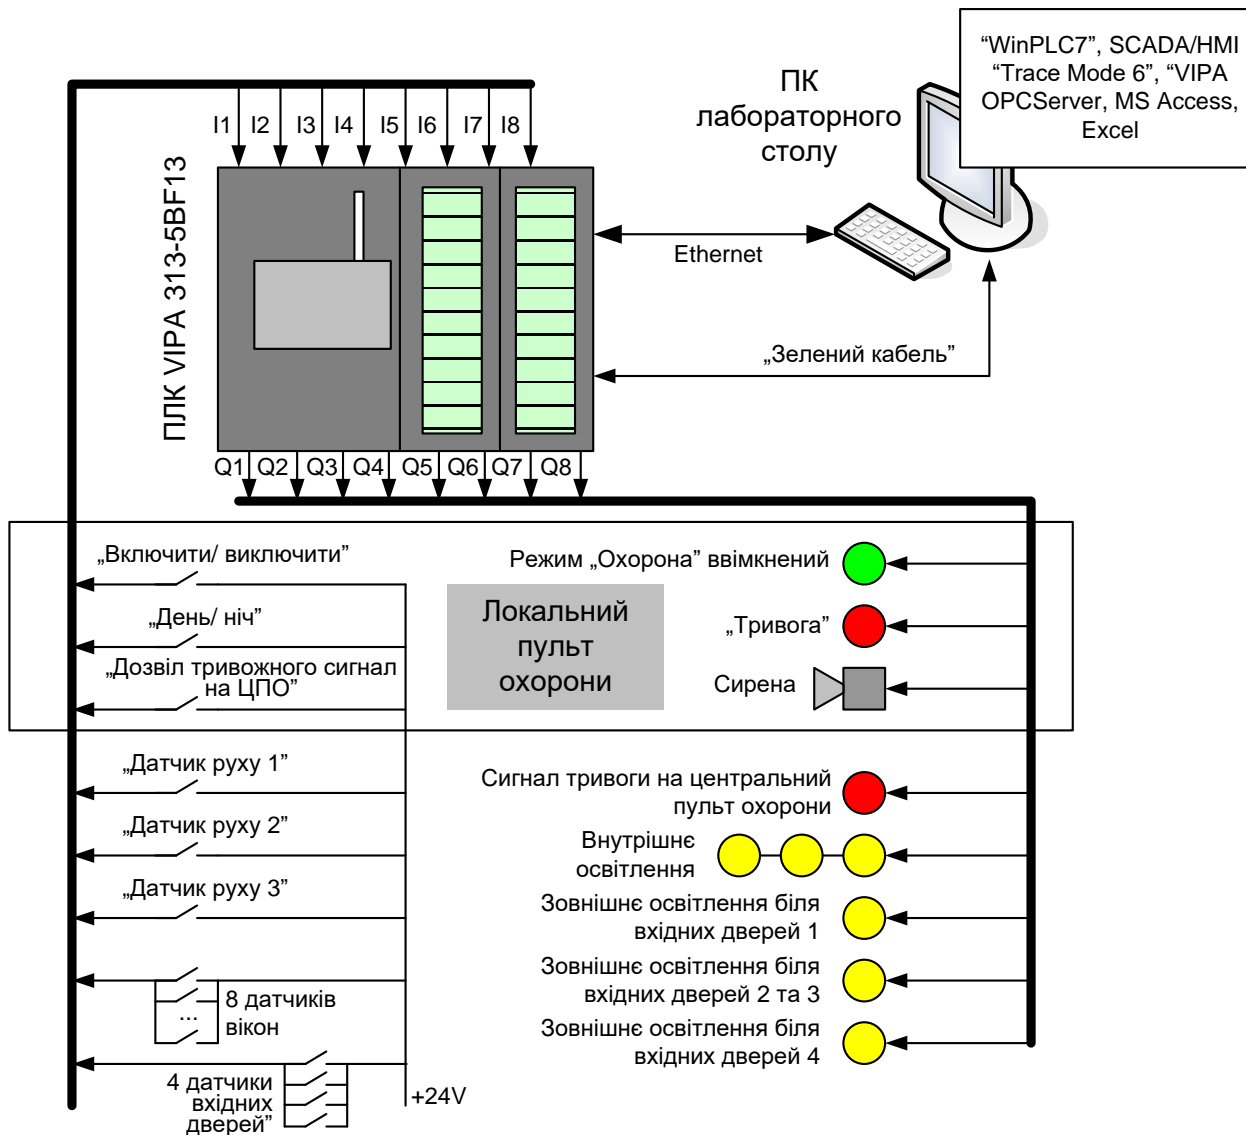 “WinPLC7”, SCADA/HMI
“Trace Mode 6”, “VIPA
OPCServer, MS Access,
Excel
ПК
лабораторного
столу
I1 I2 I3 I4 I5 I6 I7 I8
ПЛК VIPA 313-5BF13
Ethernet
„Зелений кабель”
Q1 Q2 Q3 Q4 Q5 Q6 Q7 Q8
„Включити/ виключити”
„День/ ніч”
„Дозвіл тривожного сигнал
на ЦПО”
Локальний
пульт
охорони
Режим „Охорона” ввімкнений
„Тривога”
Сирена
„Датчик руху 1”
„Датчик руху 2”
„Датчик руху 3”
8 датчиків
...
вікон
4 датчики
вхідних
дверей”
+24V
Сигнал тривоги на центральний
пульт охорони
Внутрішнє
освітлення
Зовнішнє освітлення біля
вхідних дверей 1
Зовнішнє освітлення біля
вхідних дверей 2 та 3
Зовнішнє освітлення біля
вхідних дверей 4